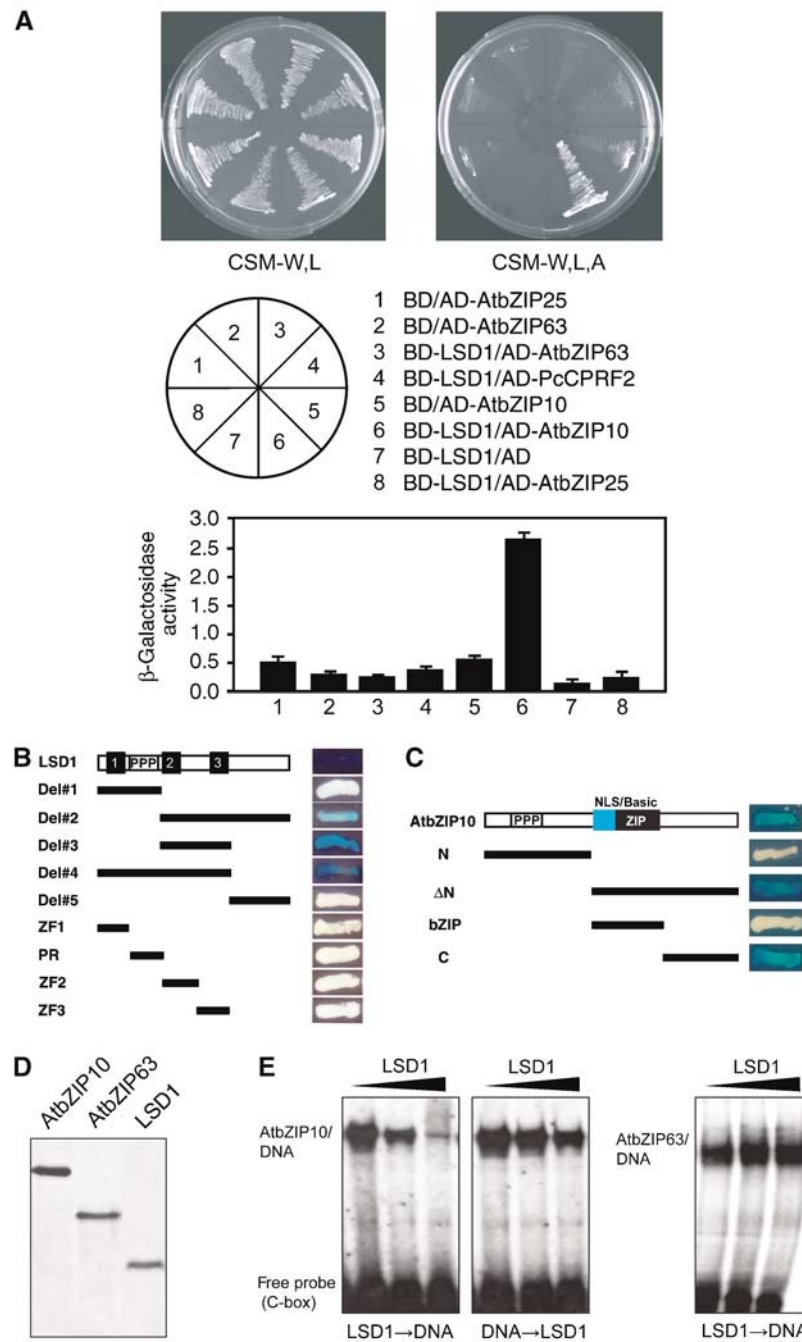 A
CSM-W,L
CSM-W,L,A
1 BD/AD-AtbZIP25
2 BD/AD-AtbZIP63
3 BD-LSD1/AD-AtbZIP63
4 BD-LSD1/AD-PcCPRF2
5 BD/AD-AtbZIP10
6 BD-LSD1/AD-AtbZIP10
7 BD-LSD1/AD
8 BD-LSD1/AD-AtbZIP25
2 3
1 4
8 5
7 6
β-Galactosidase
activity
3.0
2.5
2.0
1.5
1.0
0.5
0.0
1 2 3 4 5 6 7 8
B
LSD1 1 PPP 2 3
Del#1
Del#2
Del#3
Del#4
Del#5
ZF1
PR
ZF2
ZF3
C
NLS/Basic
AtbZIP10 PPP ZIP
N
ΔN
bZIP
C
D
AtbZIP10
AtbZIP63
LSD1
E
LSD1
LSD1
LSD1
AtbZIP10/
DNA
AtbZIP63/
DNA
Free probe
(C-box)
LSD1→DNA
DNA→LSD1
LSD1→DNA